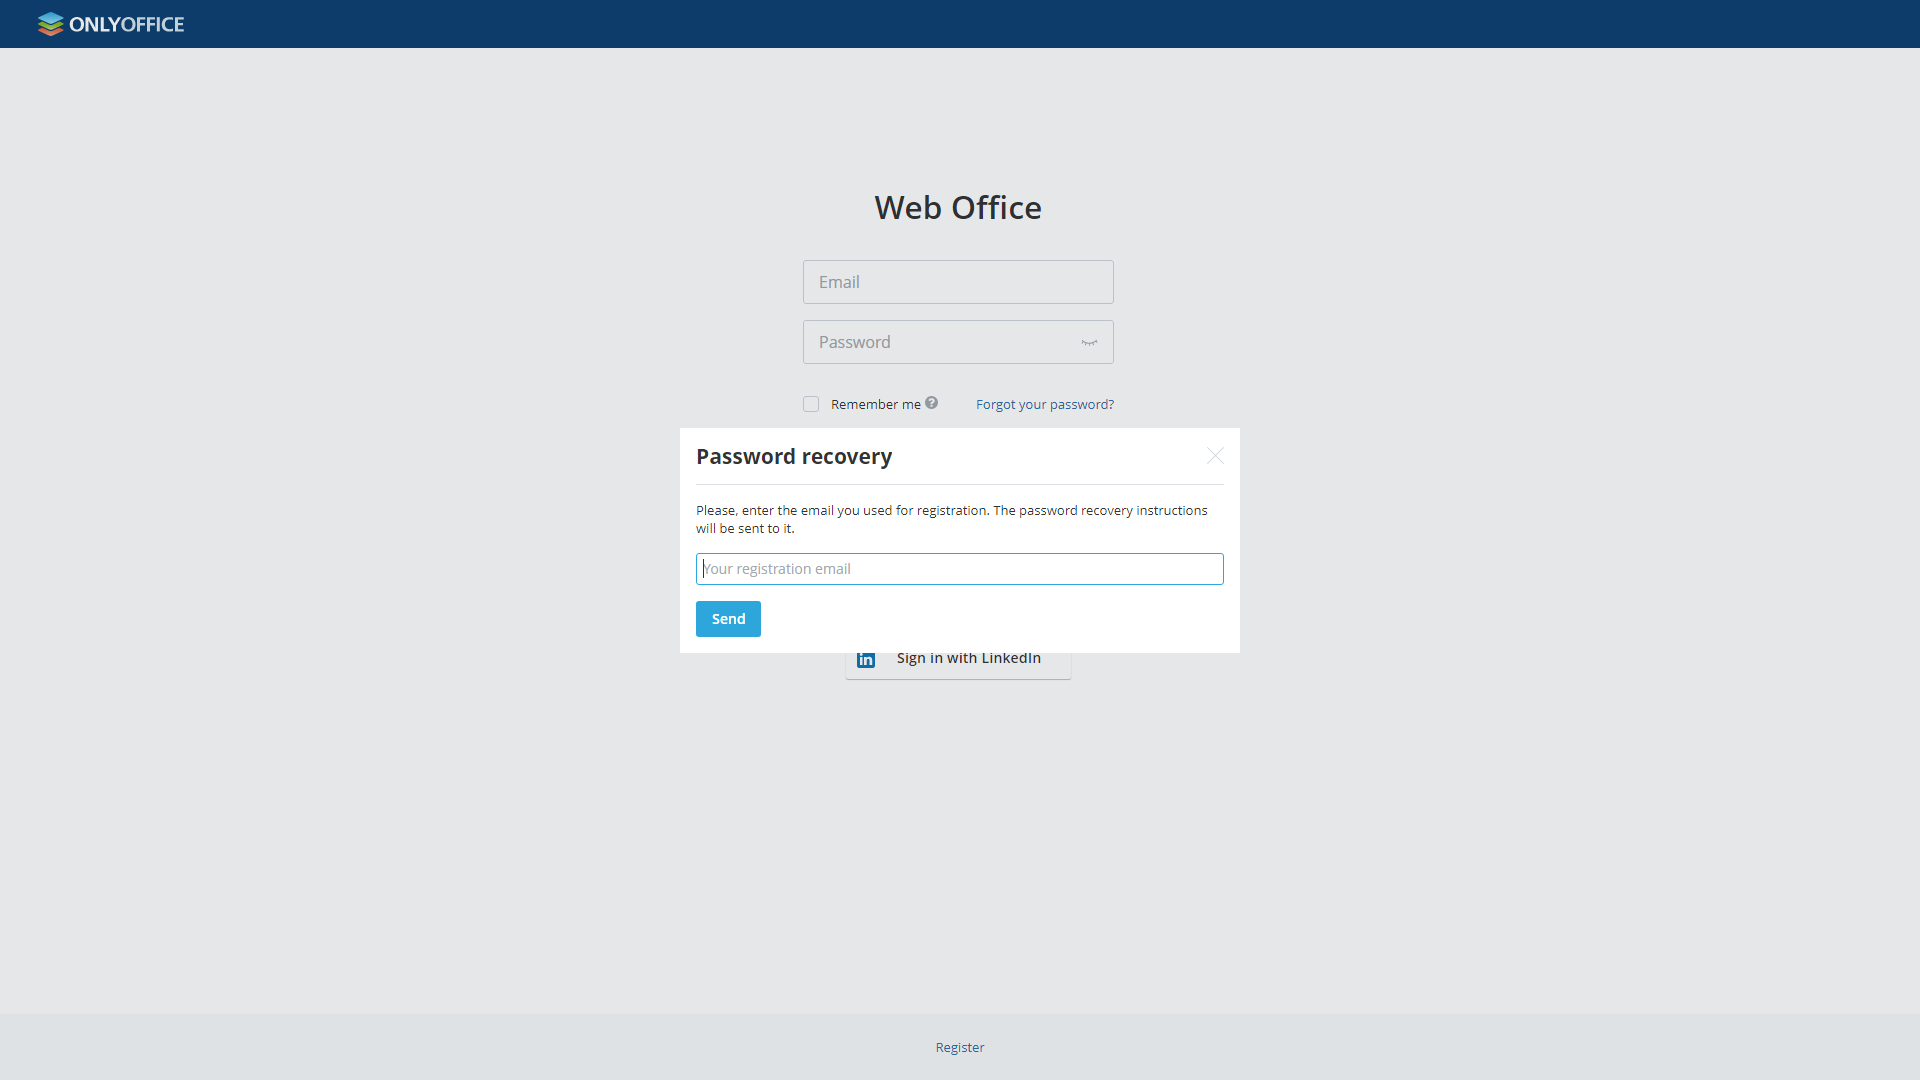 ONLYOFFICE
Web Office
Email
Password
Remember me ?
Forgot your password?
Password recovery
Please, enter the email you used for registration. The password recovery instructions
will be sent to it.
Your registration email
Send
in Sign in with LinkedIn
Register